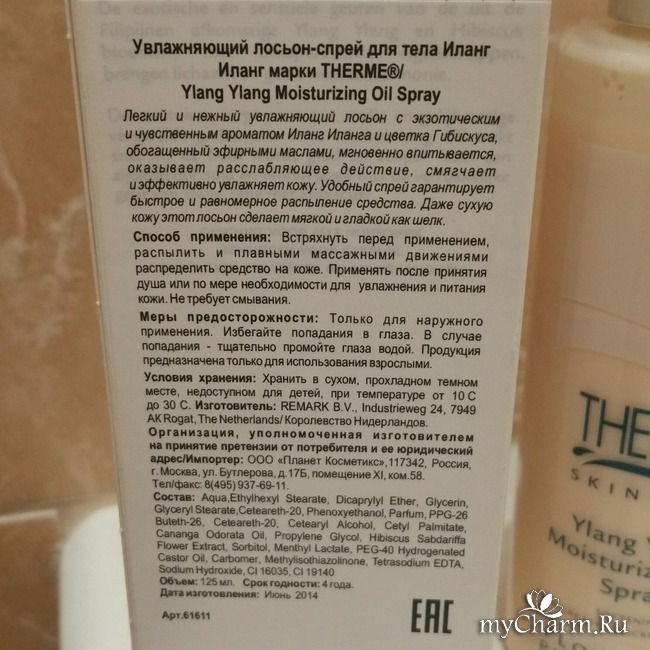 Увлажняющий лосьон-спрей для тела Иланг
Иланг марки THERME®/
Ylang Ylang Moisturizing Oil Spray
Легкий и нежный увлажняющий лосьон с экзотическим
и чувственным ароматом Иланг Иланга и цветка Гибискуса,
обогащенный эфирными маслами, мгновенно впитывается,
оказывает расслабляющее действие, смягчает
и эффективно увлажняет кожу. Удобный спрей гарантирует
быстрое и равномерное распыление средства. Даже сухую
кожу этот лосьон сделает мягкой и гладкой как шелк.
Способ применения: Встряхнуть перед применением,
распылить и плавными массажными движениями
распределить средство на коже. Применять после принятия
душа или по мере необходимости для увлажнения и питания
кожи. Не требует смывания.
Меры предосторожности: Только для наружного
применения. Избегайте попадания в глаза. В случае
попадания - тщательно промойте глаза водой. Продукция
предназначена только для использования взрослыми.
Условия хранения: Хранить в сухом, прохладном темном
месте, недоступном для детей, при температуре от 10 С
до 30 С. Изготовитель: REMARK B.V., Industrieweg 24, 7949
AK Rogat, The Netherlands/ Королевство Нидерландов.
Организация, уполномоченная изготовителем
на принятие претензии от потребителя и ее юридический
адрес/Импортер: ООО «Планет Косметикс»,117342, Россия,
г. Москва, ул. Бутлерова, д.17Б, помещение XI, ком.58.
Тел/факс: 8(495) 937-69-11.
Состав: Aqua,Ethylhexyl Stearate, Dicaprylyl Ether, Glycerin,
Glyceryl Stearate,Ceteareth-20, Phenoxyethanol, Parfum, PPG-26
Buteth-26, Ceteareth-20, Cetearyl Alcohol, Cetyl Palmitate,
Cananga Odorata Oil, Propylene Glycol, Hibiscus Sabdariffa
Flower Extract, Sorbitol, Menthyl Lactate, PEG-40 Hydrogenated
Castor Oil, Carbomer, Methylisothiazolinone, Tetrasodium EDTA,
Sodium Hydroxide, CI 16035, CI 19140
Объем: 125 мл. Срок годности: 4 года.
Дата изготовления: Июнь 2014
Арт.61611
EAC
THE
SKIN
Ylang Y
Moisturiz
Spra
myCharm.Ru